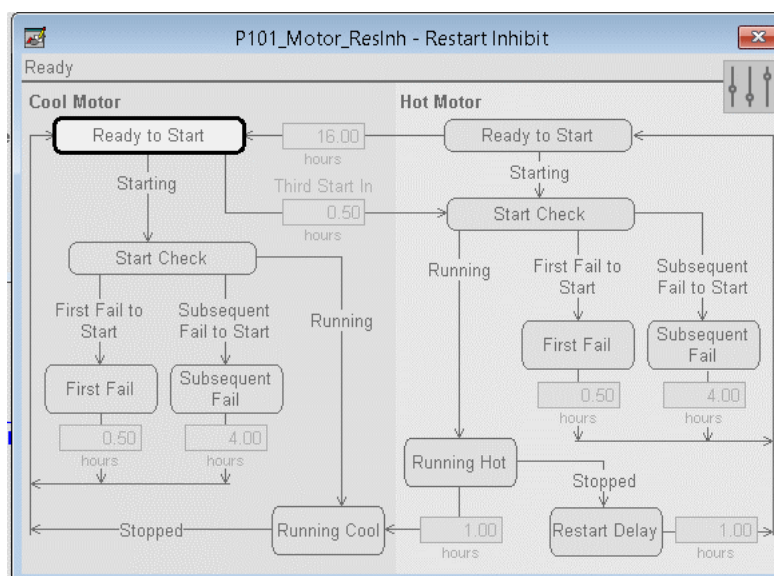 P101_Motor_ResInh - Restart Inhibit
Ready
Cool Motor
Ready to Start
16.00
hours
Starting
Third Start In
0.50
hours
Start Check
First Fail to
Start
Subsequent
Fail to Start
Running
First Fail
Subsequent
Fail
0.50
hours
4.00
hours
Stopped
Running Cool
Hot Motor
Ready to Start
Starting
Start Check
Running
First Fail to
Start
Subsequent
Fail to Start
First Fail
Subsequent
Fail
0.50
hours
4.00
hours
Running Hot
Stopped
1.00
hours
Restart Delay
1.00
hours